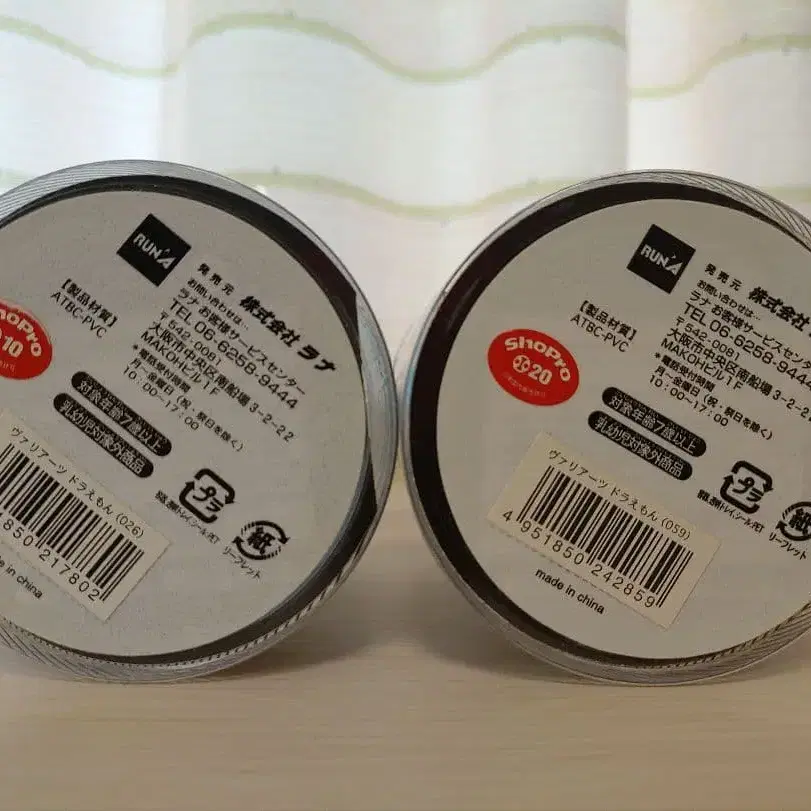 RUN'A
発売元 株式会社 ラナ
お問い合わせは…
ラナ お客様サービスセンター
TEL 06-6258-9444
〒542-0081
大阪市中央区南船場3-2-22
MAKOHビル1F
*電話受付時間
月~金曜日(祝・祭日を除く)
10:00~17:00
【製品材質】
ATBC-PVC
ShoPro
10
対象年齢7歳以上
乳幼児対象外商品
プラ
紙
リーフレット
ヴァリアーツ ドラえもん (026)
850217802
made in china
RUN'A
発売元 株式会社
お問い合わせは…
ラナ お客様サービスセンター
TEL 06-6258-9444
〒542-0081
大阪市中央区南船場3-2-22
MAKOHビル1F
*電話受付時間
月~金曜日(祝・祭日を除く)
10:00~17:00
【製品材質】
ATBC-PVC
ShoPro
20
対象年齢7歳以上
乳幼児対象外商品
プラ
紙
ヴァリアーツ ドラえもん (059)
4951850242859
made in china